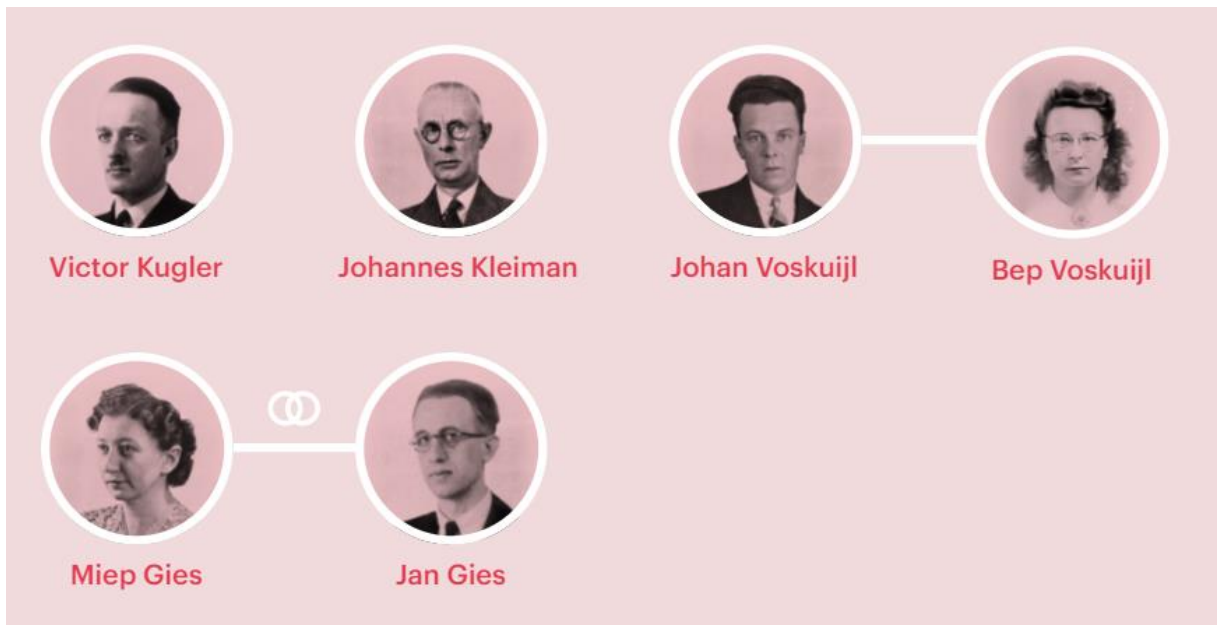 Victor Kugler
Johannes Kleiman
Johan Voskuijl
Bep Voskuijl
Miep Gies
Jan Gies